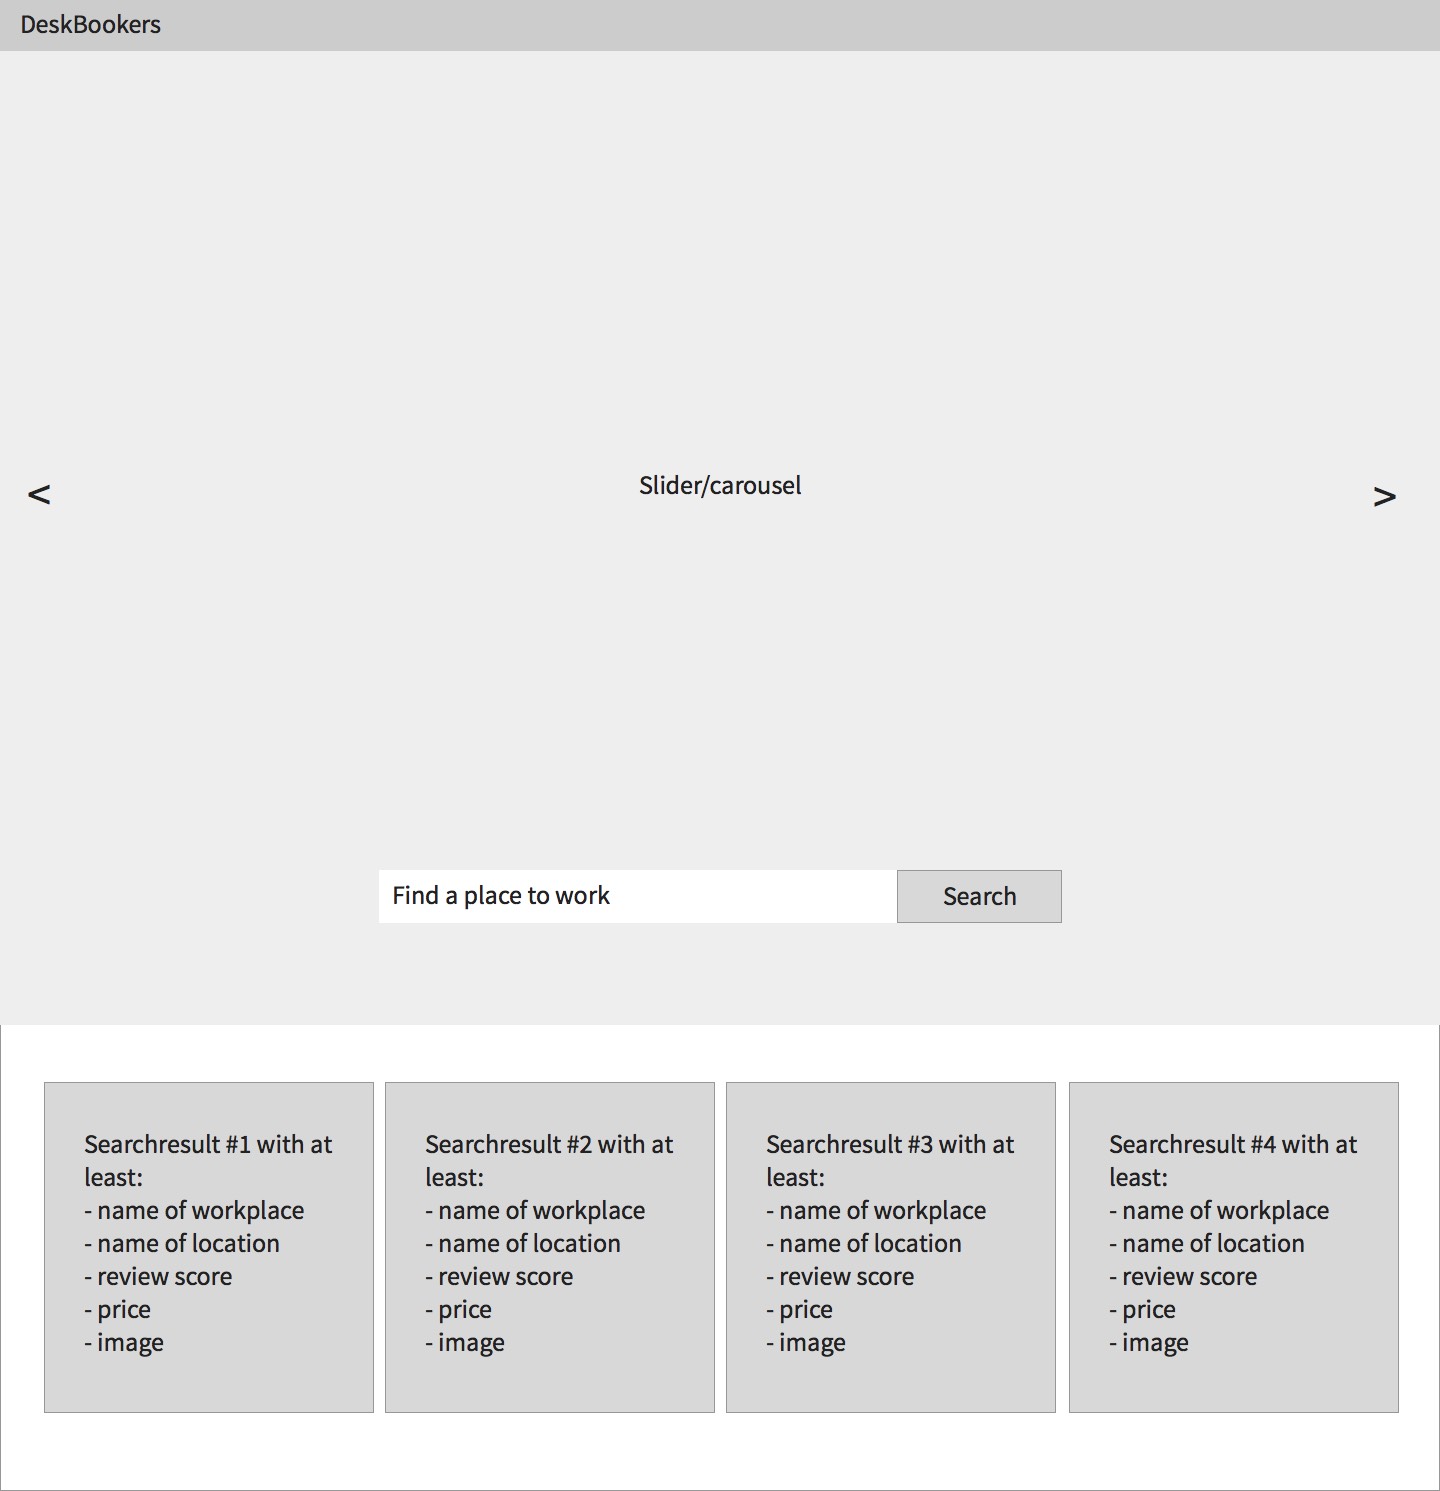 DeskBookers
Slider/carousel
<
>
Find a place to work
Search
Searchresult #1 with at
least:
- name of workplace
- name of location
- review score
- price
- image
Searchresult #2 with at
least:
- name of workplace
- name of location
- review score
- price
- image
Searchresult #3 with at
least:
- name of workplace
- name of location
- review score
- price
- image
Searchresult #4 with at
least:
- name of workplace
- name of location
- review score
- price
- image